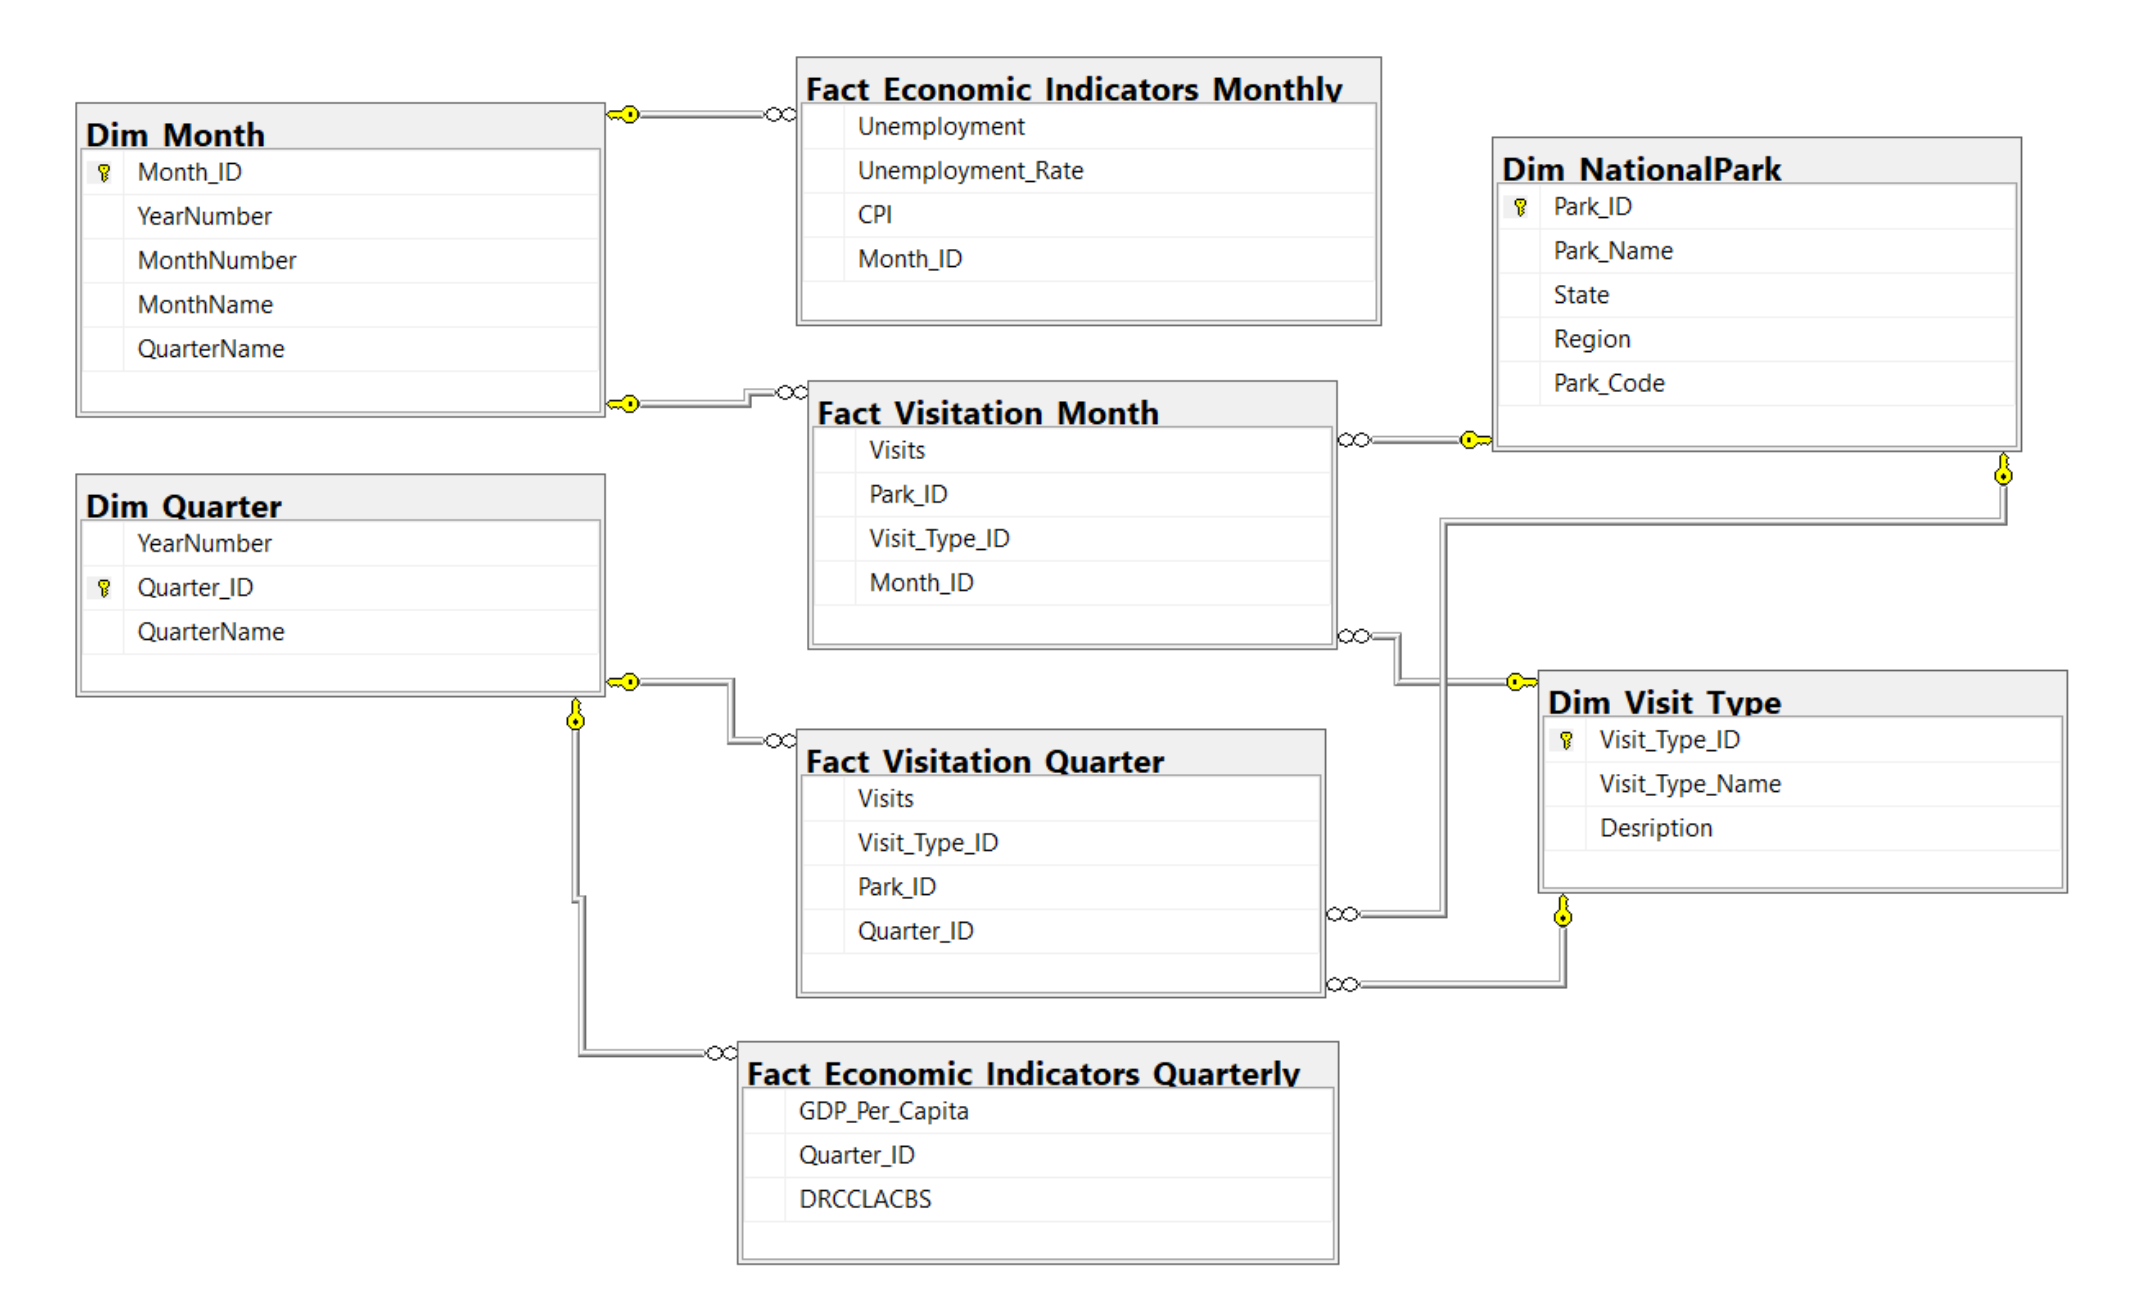 Fact_Economic_Indicators_Monthly
Unemployment
Unemployment_Rate
CPI
Month_ID
Dim_Month
Month_ID
YearNumber
MonthNumber
MonthName
QuarterName
Dim_NationalPark
Park_ID
Park_Name
State
Region
Park_Code
Fact_Visitation_Month
Visits
Park_ID
Visit_Type_ID
Month_ID
Dim_Quarter
YearNumber
Quarter_ID
QuarterName
Dim_Visit_Type
Visit_Type_ID
Visit_Type_Name
Desription
Fact_Visitation_Quarter
Visits
Visit_Type_ID
Park_ID
Quarter_ID
Fact_Economic_Indicators_Quarterly
GDP_Per_Capita
Quarter_ID
DRCCLACBS